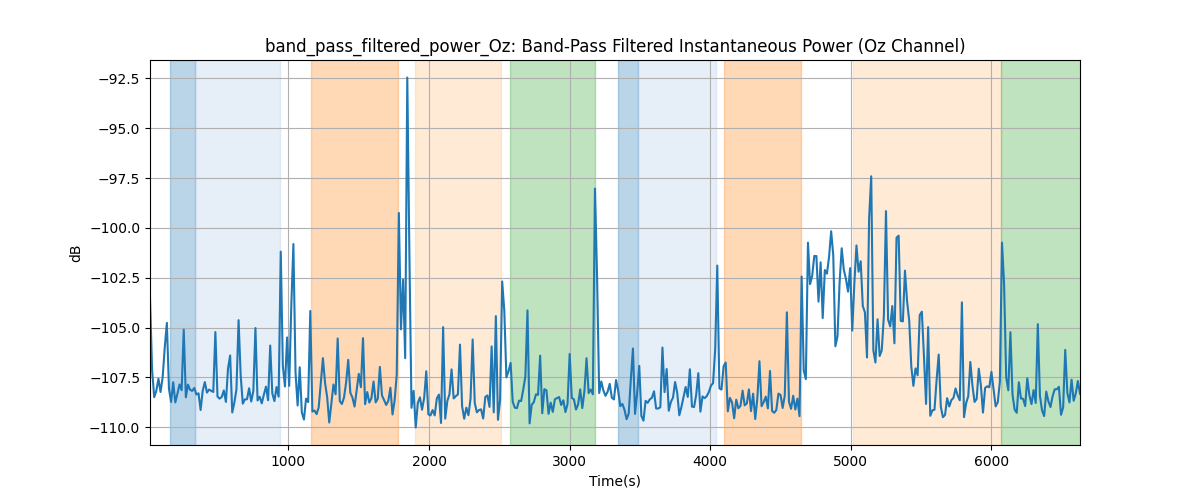 band_pass_filtered_power_Oz: Band-Pass Filtered Instantaneous Power (Oz Channel)
−92.5
−95.0
−97.5
−100.0
−102.5
−105.0
−107.5
−110.0
dB
1000 2000 3000 4000 5000 6000
Time(s)